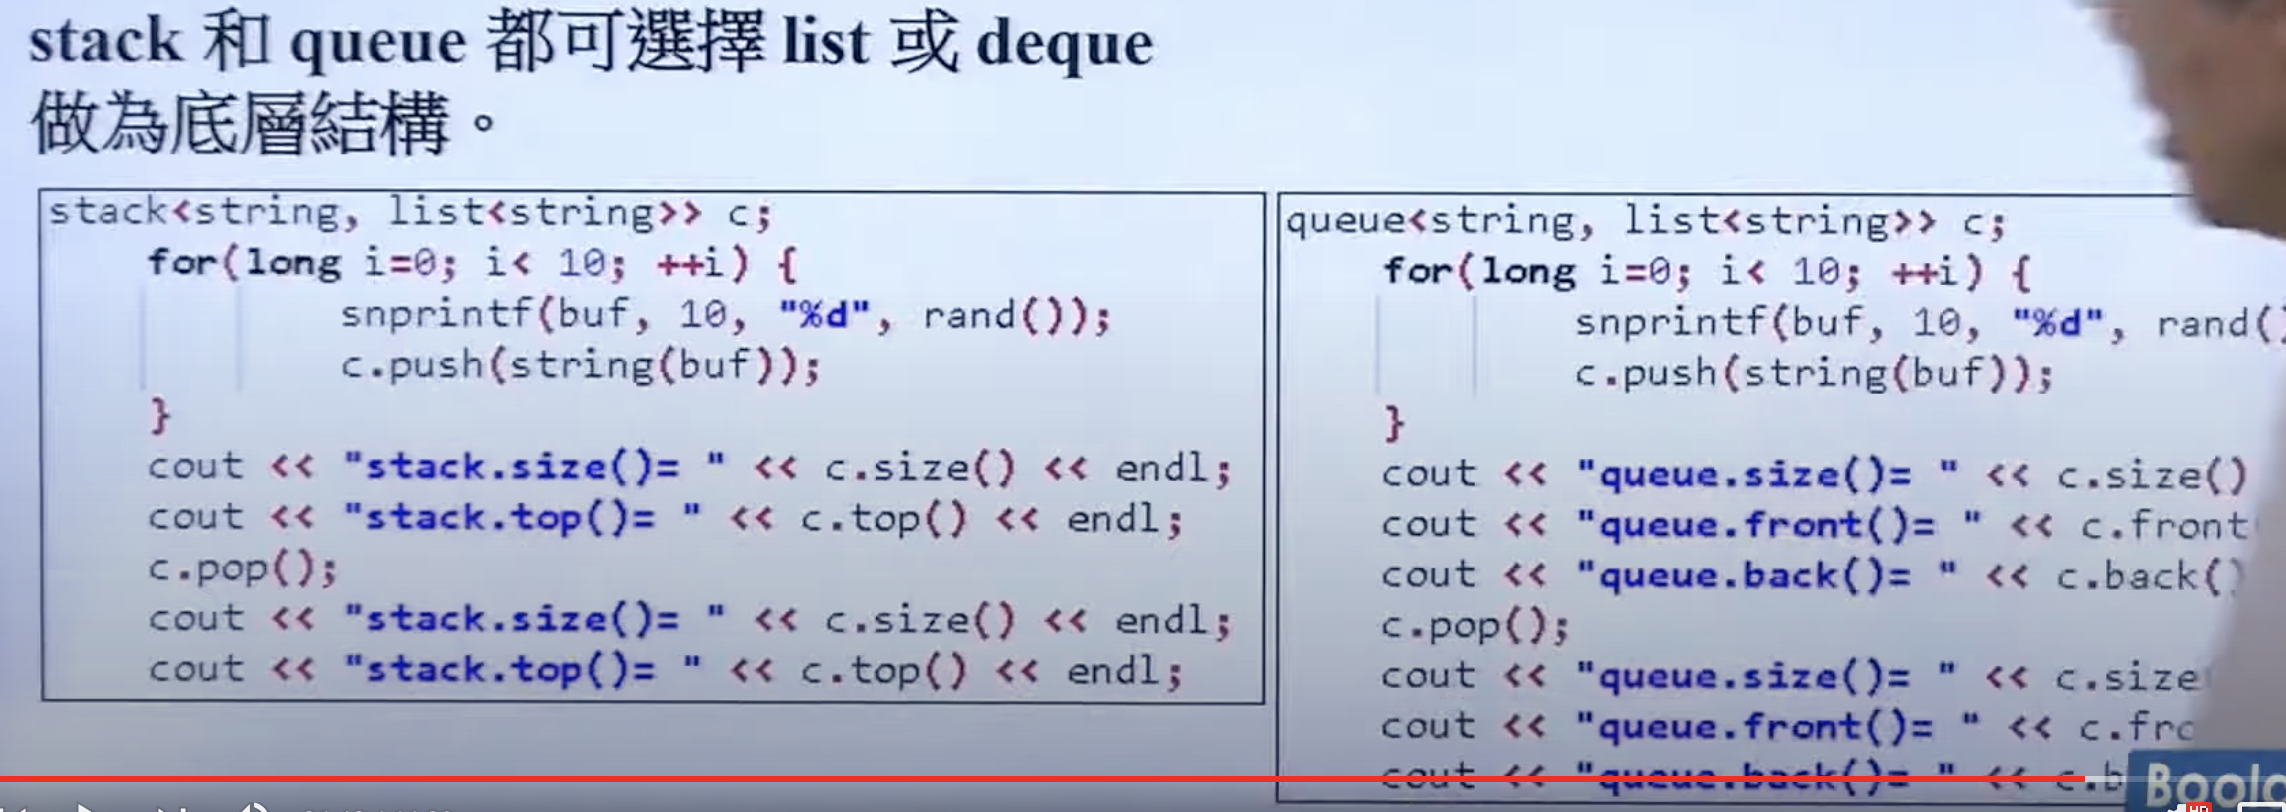 stack 和 queue 都可選擇 list 或 deque
做為底層結構。
stack<string, list<string>> c;
for(long i=0; i< 10; ++i) {
snprintf(buf, 10, "%d", rand());
c.push(string(buf));
}
cout << "stack.size()= " << c.size() << endl;
cout << "stack.top()= " << c.top() << endl;
c.pop();
cout << "stack.size()= " << c.size() << endl;
cout << "stack.top()= " << c.top() << endl;
queue<string, list<string>> c;
for(long i=0; i< 10; ++i) {
snprintf(buf, 10, "%d", rand(
c.push(string(buf));
}
cout << "queue.size()= " << c.size()
cout << "queue.front()= " << c.front
cout << "queue.back()= " << c.back()
c.pop();
cout << "queue.size()= " << c.size
cout << "queue.front()= " << c.fr
cout << "queue.back()= " << c.b
Boolo
HD